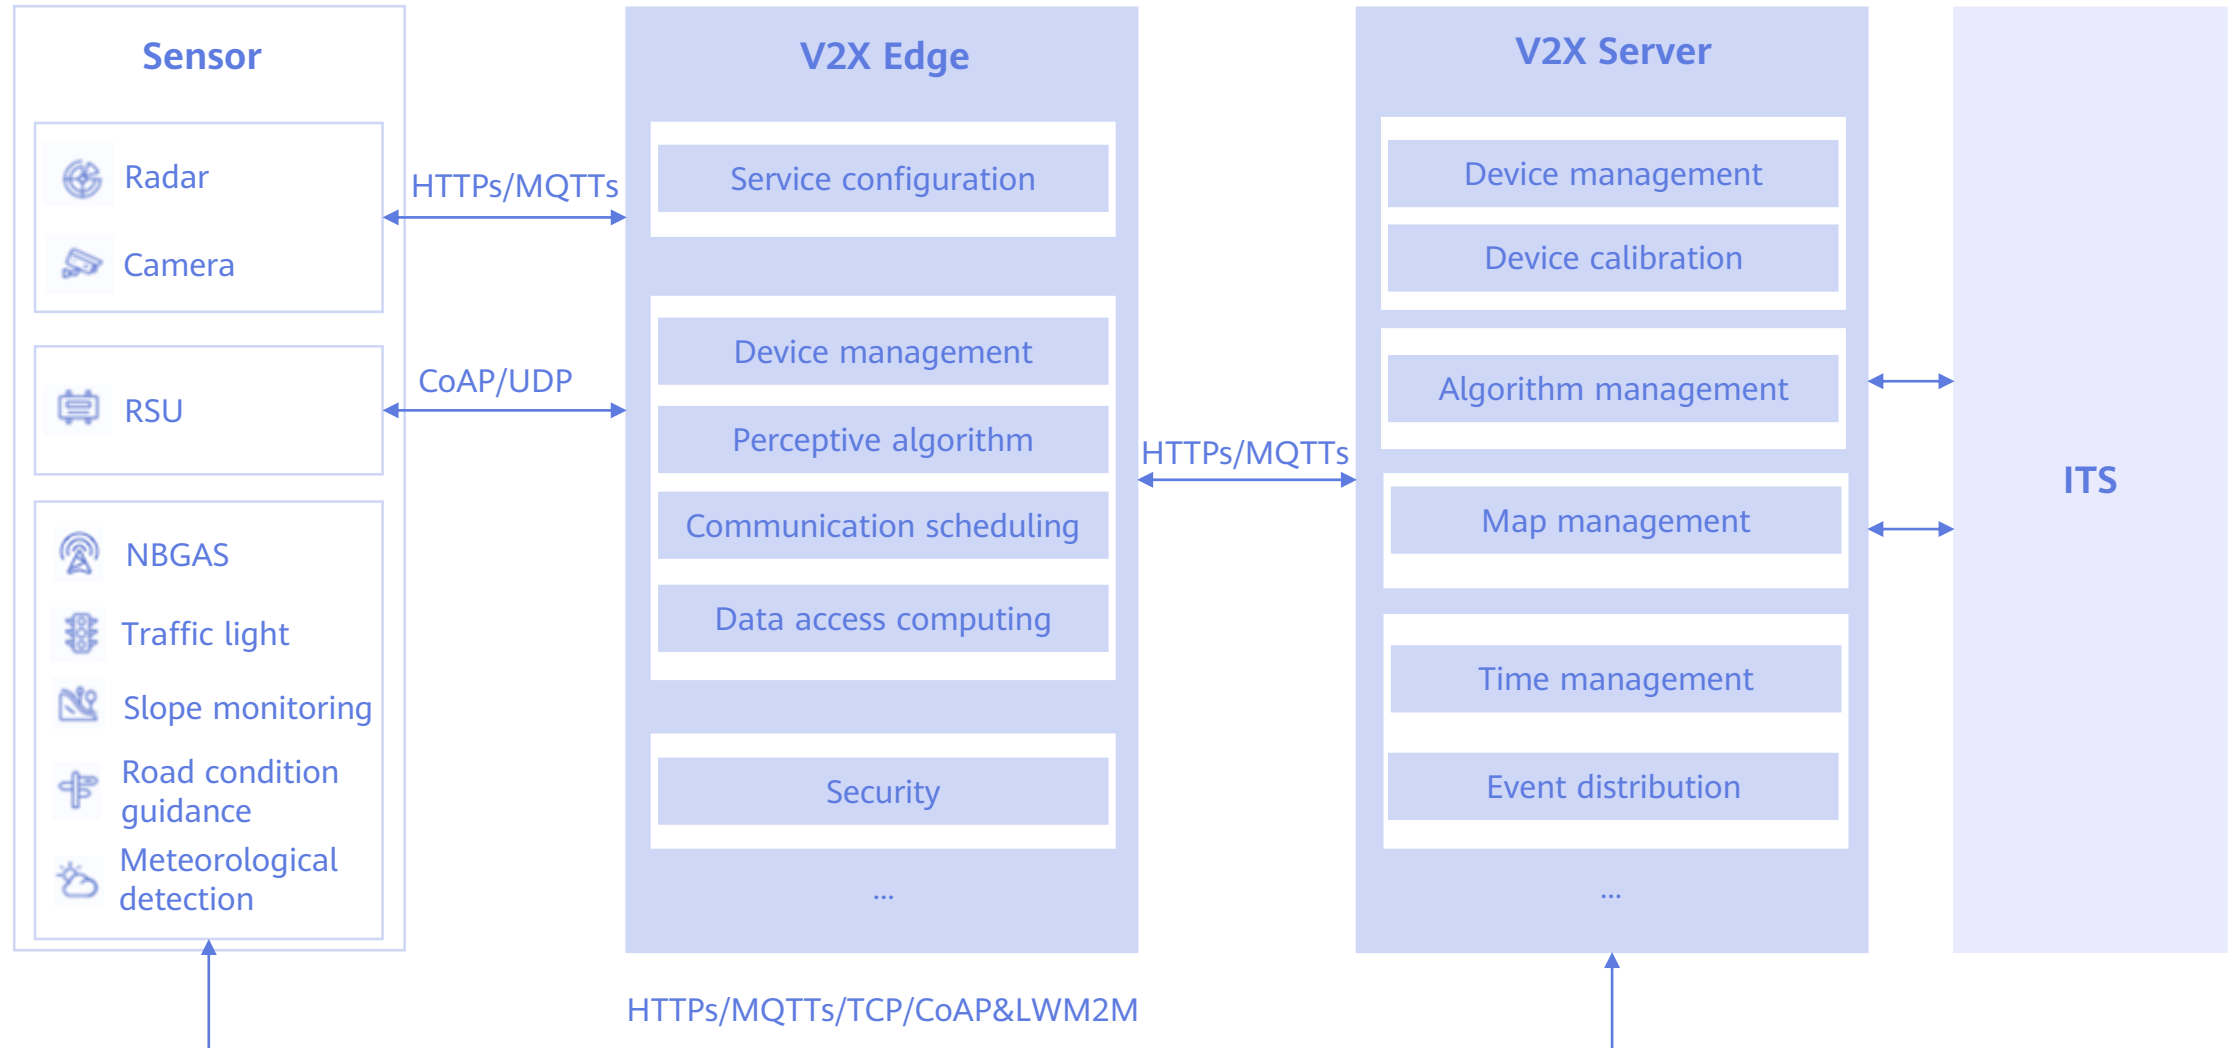 Sensor
Radar
Camera
RSU
NBGAS
Traffic light
Slope monitoring
Road condition
guidance
Meteorological
detection
HTTPs/MQTTs
CoAP/UDP
V2X Edge
Service configuration
Device management
Perceptive algorithm
Communication scheduling
Data access computing
Security
...
HTTPs/MQTTs
V2X Server
Device management
Device calibration
Algorithm management
Map management
Time management
Event distribution
...
ITS
HTTPs/MQTTs/TCP/CoAP&LWM2M